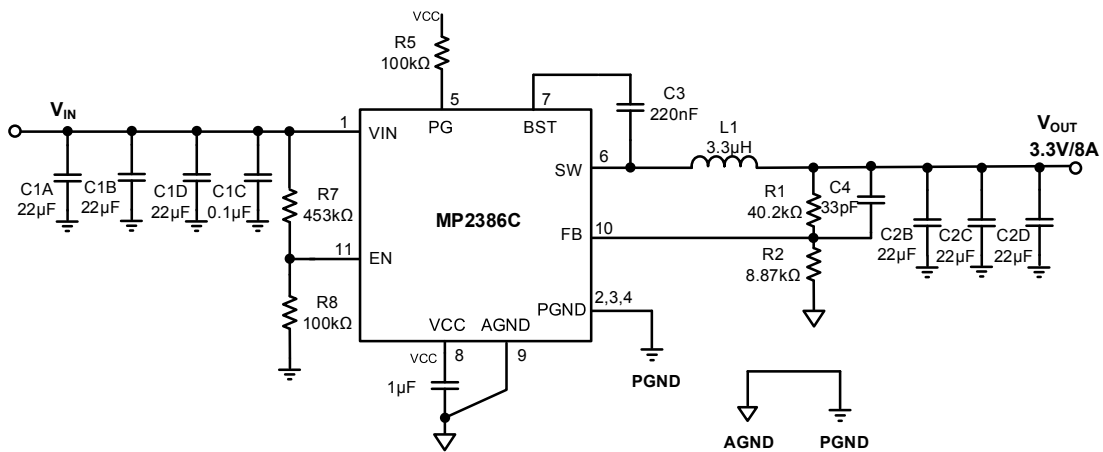 VCC
R5
100kΩ
5
7
C3
220nF
VIN
1
VIN
PG
BST
L1
3.3μH
VOUT
3.3V/8A
6
SW
C1A
22μF
C1B
22μF
C1D
22μF
C1C
0.1μF
R7
453kΩ
MP2386C
R1
40.2kΩ
C4
33pF
FB
10
C2B
22μF
C2C
22μF
C2D
22μF
11
EN
R2
8.87kΩ
R8
100kΩ
PGND
2,3,4
VCC
AGND
VCC
8
9
PGND
1μF
AGND
PGND